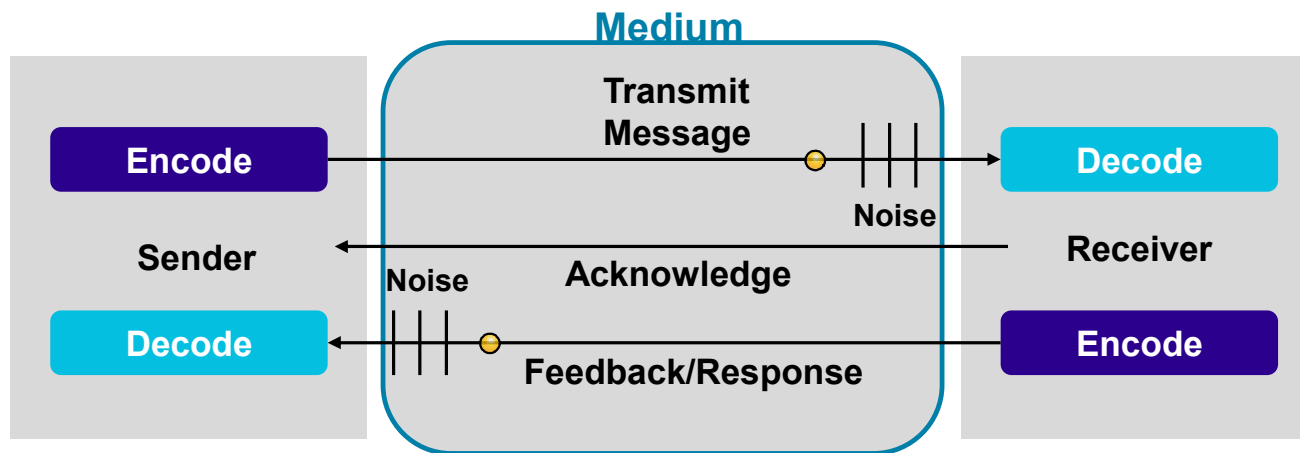 Medium
Transmit
Message
Encode
Decode
Noise
Sender
Receiver
Acknowledge
Noise
Decode
Encode
Feedback/Response